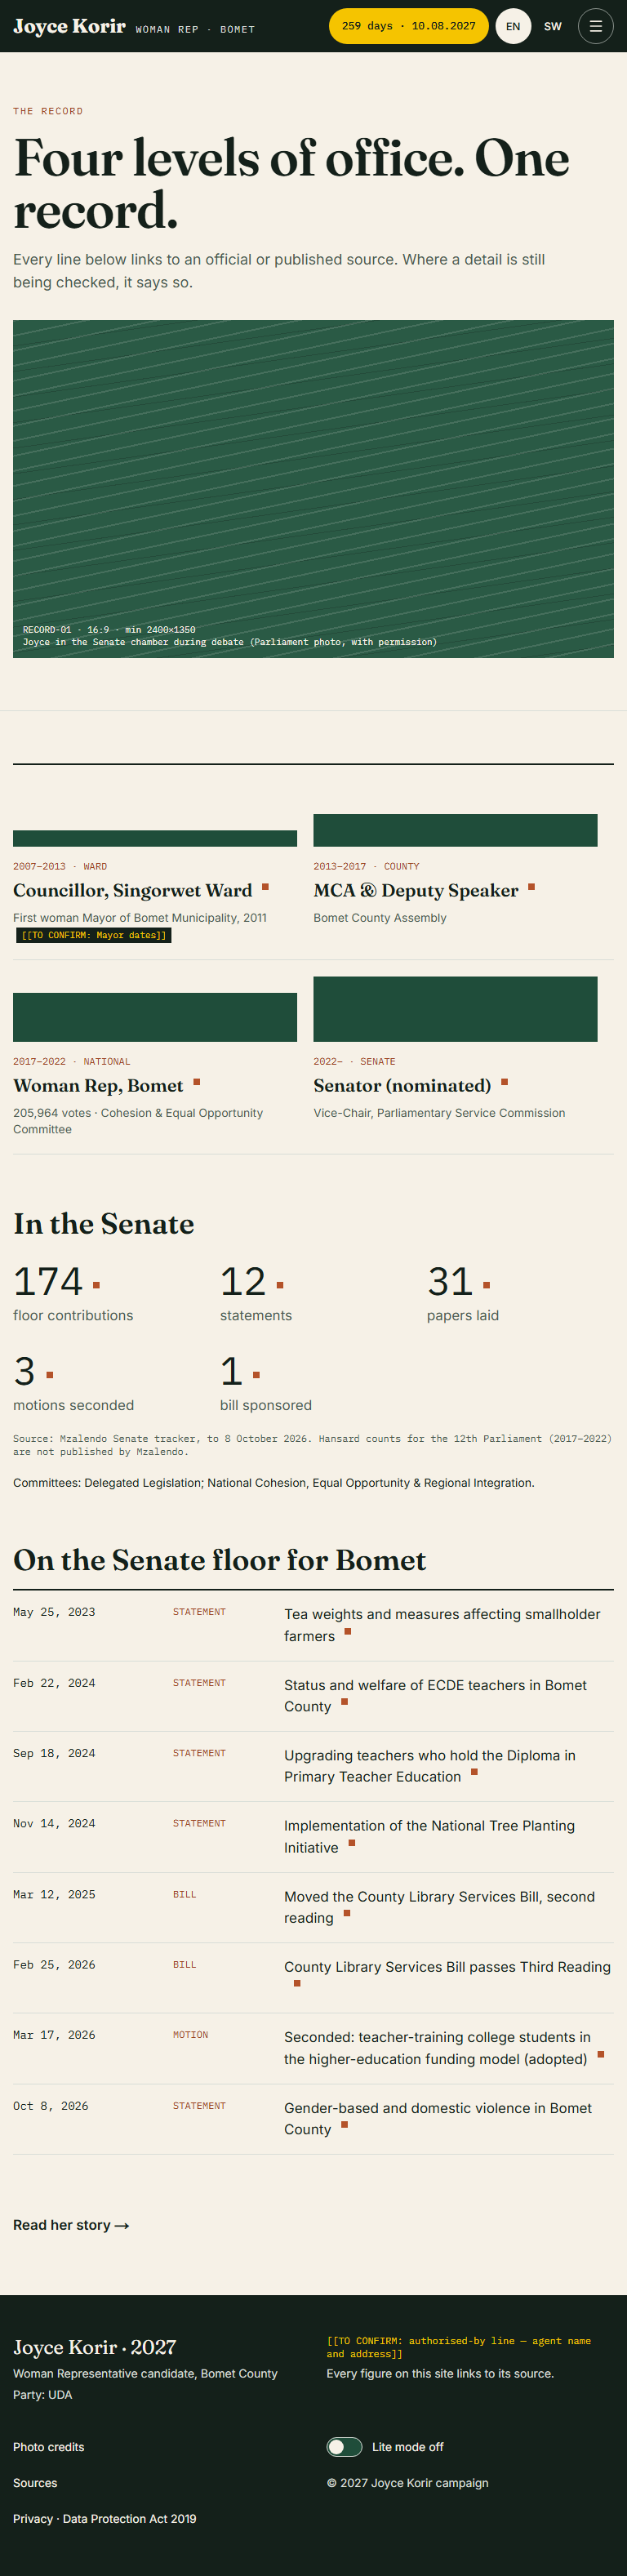 Joyce Korir WOMAN REP · BOMET 259 days · 10.08.2027 EN SW
THE RECORD
Four levels of office. One
record.
Every line below links to an official or published source. Where a detail is still
being checked, it says so.
RECORD-01 · 16:9 · min 2400×1350
Joyce in the Senate chamber during debate (Parliament photo, with permission)
2007–2013 · WARD
Councillor, Singorwet Ward
First woman Mayor of Bomet Municipality, 2011
[[TO CONFIRM: Mayor dates]]
2013–2017 · COUNTY
MCA & Deputy Speaker
Bomet County Assembly
2017–2022 · NATIONAL
Woman Rep, Bomet
205,964 votes · Cohesion & Equal Opportunity
Committee
2022– · SENATE
Senator (nominated)
Vice-Chair, Parliamentary Service Commission
In the Senate
174
floor contributions
12
statements
31
papers laid
3
motions seconded
1
bill sponsored
Source: Mzalendo Senate tracker, to 8 October 2026. Hansard counts for the 12th Parliament (2017–2022)
are not published by Mzalendo.
Committees: Delegated Legislation; National Cohesion, Equal Opportunity & Regional Integration.
On the Senate floor for Bomet
May 25, 2023 STATEMENT Tea weights and measures affecting smallholder
farmers
Feb 22, 2024 STATEMENT Status and welfare of ECDE teachers in Bomet
County
Sep 18, 2024 STATEMENT Upgrading teachers who hold the Diploma in
Primary Teacher Education
Nov 14, 2024 STATEMENT Implementation of the National Tree Planting
Initiative
Mar 12, 2025 BILL Moved the County Library Services Bill, second
reading
Feb 25, 2026 BILL County Library Services Bill passes Third Reading
Mar 17, 2026 MOTION Seconded: teacher-training college students in
the higher-education funding model (adopted)
Oct 8, 2026 STATEMENT Gender-based and domestic violence in Bomet
County
Read her story →
Joyce Korir · 2027
Woman Representative candidate, Bomet County
Party: UDA
[[TO CONFIRM: authorised-by line — agent name
and address]]
Every figure on this site links to its source.
Photo credits
Sources
Privacy · Data Protection Act 2019
Lite mode off
© 2027 Joyce Korir campaign